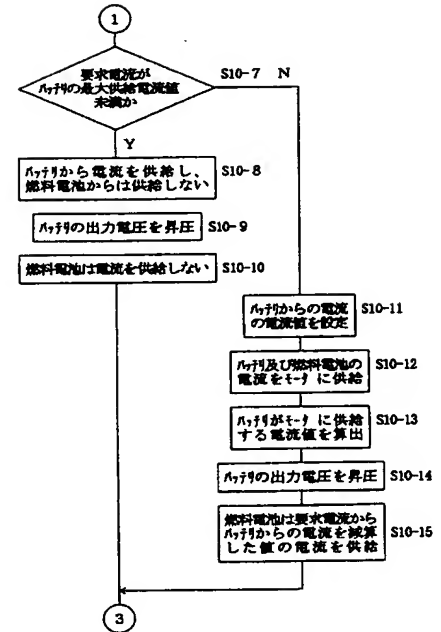 1
要求電流が
ﾊﾞｯﾃﾘの最大供給電流値
未満か
S10-7 N
Y
ﾊﾞｯﾃﾘから電流を供給し、
燃料電池からは供給しない
S10-8
ﾊﾞｯﾃﾘの出力電圧を昇圧
S10-9
燃料電池は電流を供給しない
S10-10
ﾊﾞｯﾃﾘからの電流
の電流値を設定
S10-11
ﾊﾞｯﾃﾘ及び燃料電池の
電流をﾓｰﾀ に供給
S10-12
ﾊﾞｯﾃﾘがﾓｰﾀ に供給
する電流値を算出
S10-13
ﾊﾞｯﾃﾘの出力電圧を昇圧
S10-14
燃料電池は要求電流から
ﾊﾞｯﾃﾘからの電流を減算
した値の電流を供給
S10-15
3